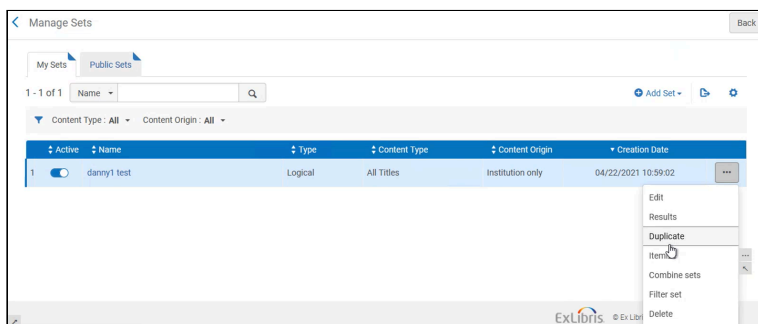 Manage Sets Back
My Sets Public Sets
1 - 1 of 1 Name Add Set
Content Type : All Content Origin : All
Active Name Type Content Type Content Origin Creation Date
1 danny1 test Logical All Titles Institution only 04/22/2021 10:59:02
Edit
Results
Duplicate
Combine sets
Filter set
ExLibris © Ex Delete